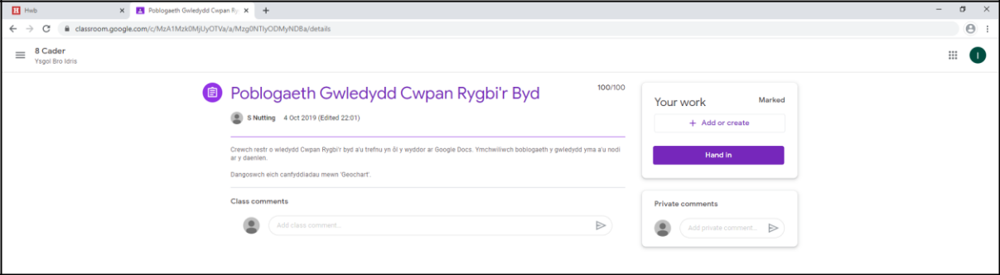 Hwb
Poblogaeth Gwledydd Cwpan Ry
classroom.google.com/c/MzA1Mzk0MjUyOTVa/a/Mzg0NTIyODMyNDBa/details
8 Cader
Ysgol Bro Idris
I
Poblogaeth Gwledydd Cwpan Rygbi'r Byd
100/100
S Nutting 4 Oct 2019 (Edited 22:01)
Crewch restr o wledydd Cwpan Rygbi'r byd a'u trefnu yn ôl y wyddor ar Google Docs. Ymchwiliwch boblogaeth y gwledydd yma a'u nodi
ar y daenlen.
Dangoswch eich canfyddiadau mewn 'Geochart'.
Class comments
Add class comment...
Your work Marked
+ Add or create
Hand in
Private comments
Add private comment...